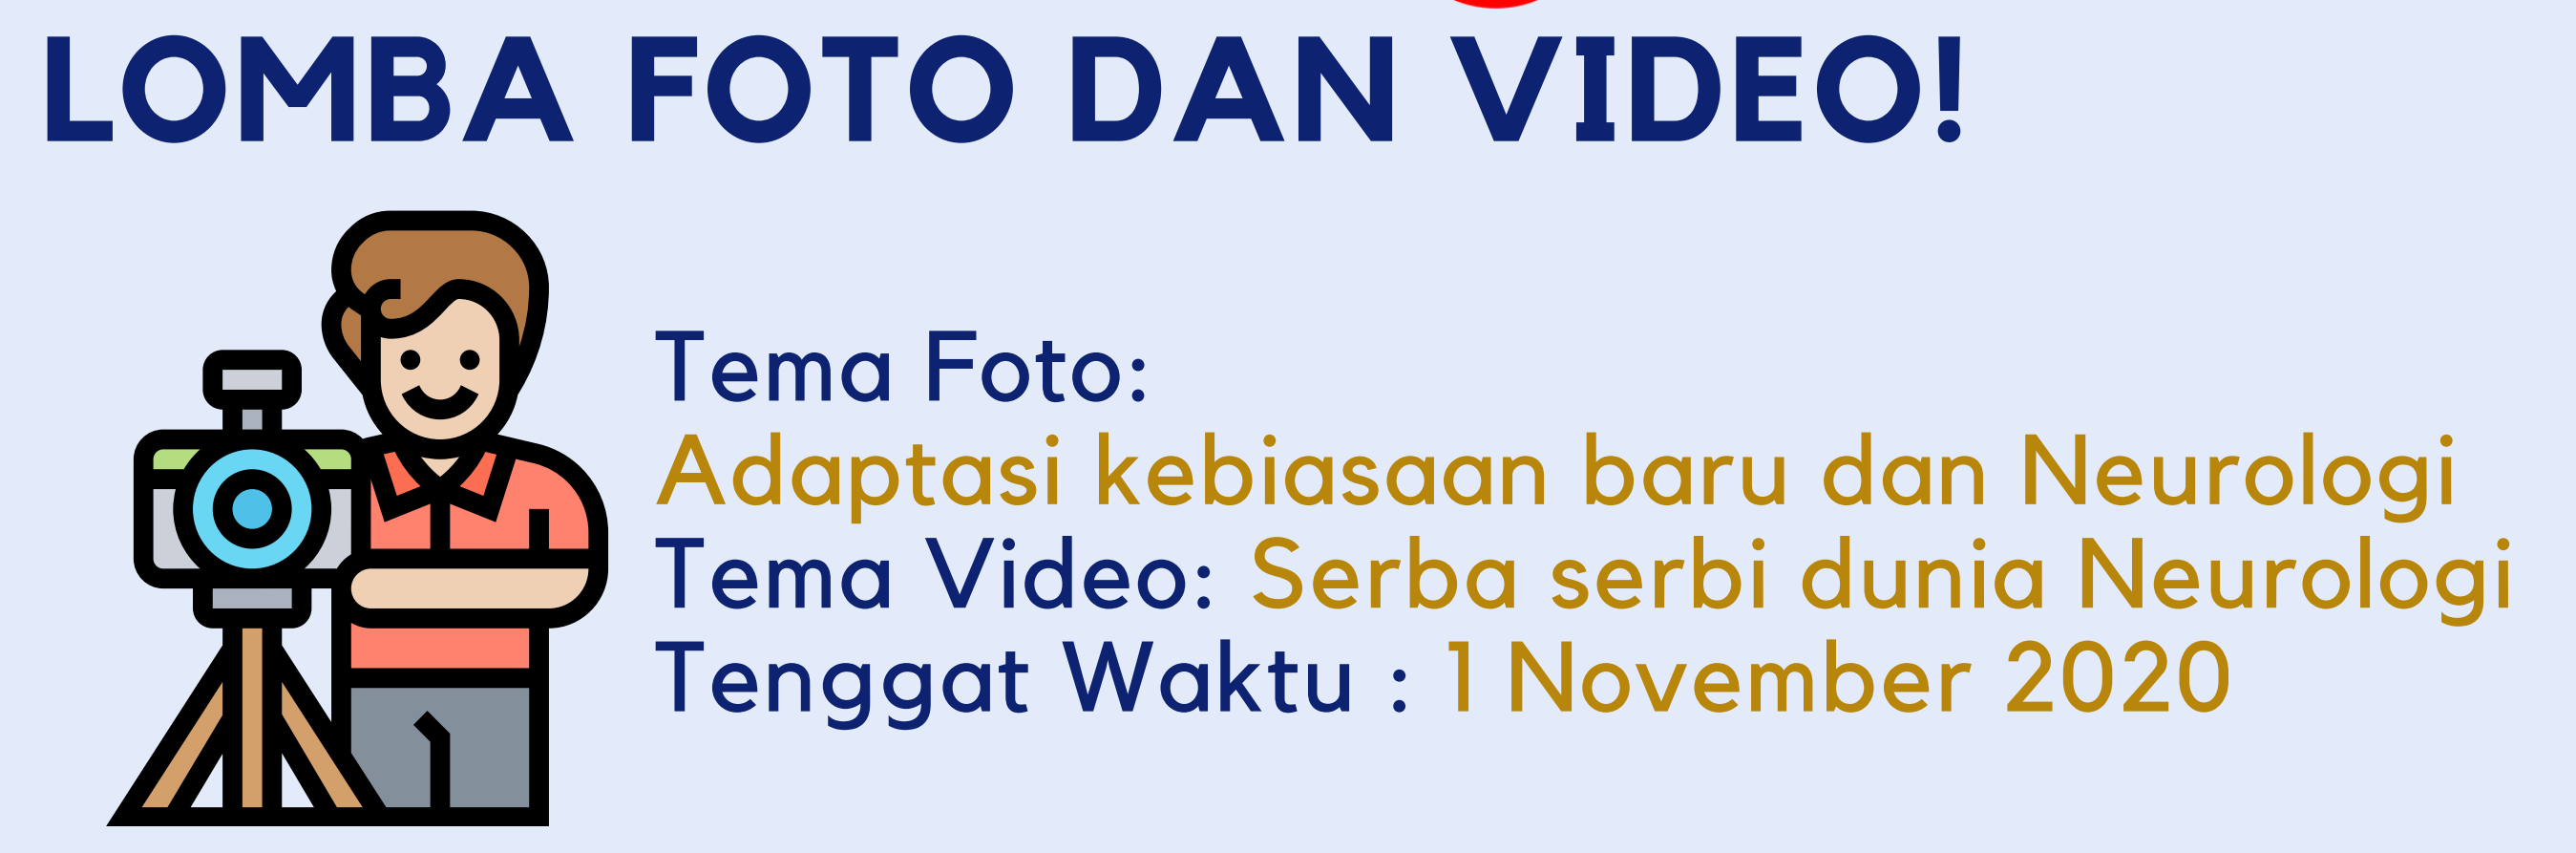 LOMBA FOTO DAN VIDEO!
Tema Foto:
Adaptasi kebiasaan baru dan Neurologi
Tema Video: Serba serbi dunia Neurologi
Tenggat Waktu : 1 November 2020